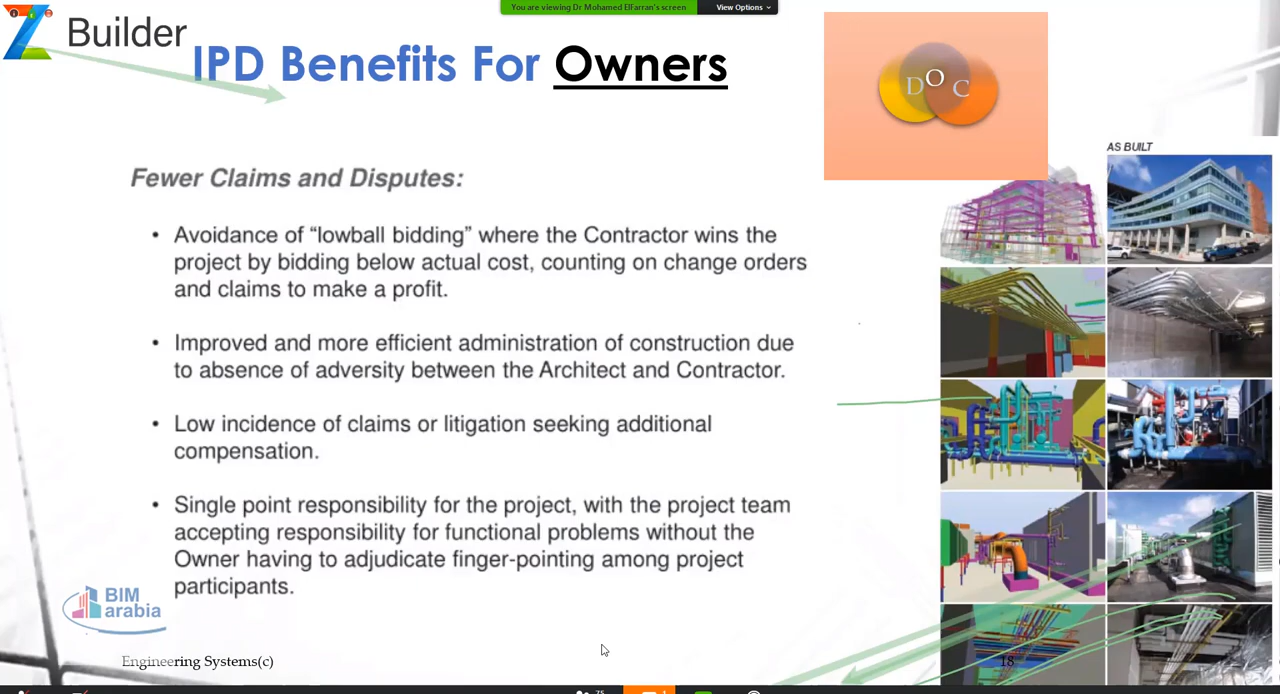 You are viewing Dr Mohamed ElFarran's screen
View Options
Builder
IPD Benefits For Owners
D O C
AS BUILT
Fewer Claims and Disputes:
• Avoidance of “lowball bidding” where the Contractor wins the
project by bidding below actual cost, counting on change orders
and claims to make a profit.
• Improved and more efficient administration of construction due
to absence of adversity between the Architect and Contractor.
• Low incidence of claims or litigation seeking additional
compensation.
• Single point responsibility for the project, with the project team
accepting responsibility for functional problems without the
Owner having to adjudicate finger-pointing among project
participants.
BIM
arabia
Engineering Systems(c)
18
75
1